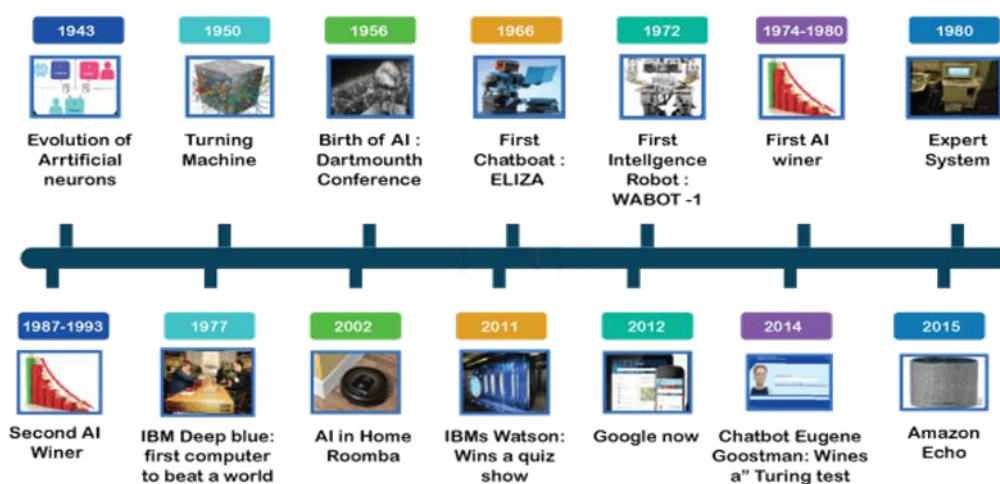 1943
1950
1956
1966
1972
1974-1980
1980
Evolution of
Arrtificial
neurons
Turning
Machine
Birth of AI :
Dartmounth
Conference
First
Chatboat :
ELIZA
First
Intellgence
Robot :
WABOT -1
First AI
winer
Expert
System
1987-1993
1977
2002
2011
2012
2014
2015
Second AI
Winer
IBM Deep blue:
first computer
to beat a world
AI in Home
Roomba
IBMs Watson:
Wins a quiz
show
Google now
Chatbot Eugene
Goostman: Wines
a” Turing test
Amazon
Echo